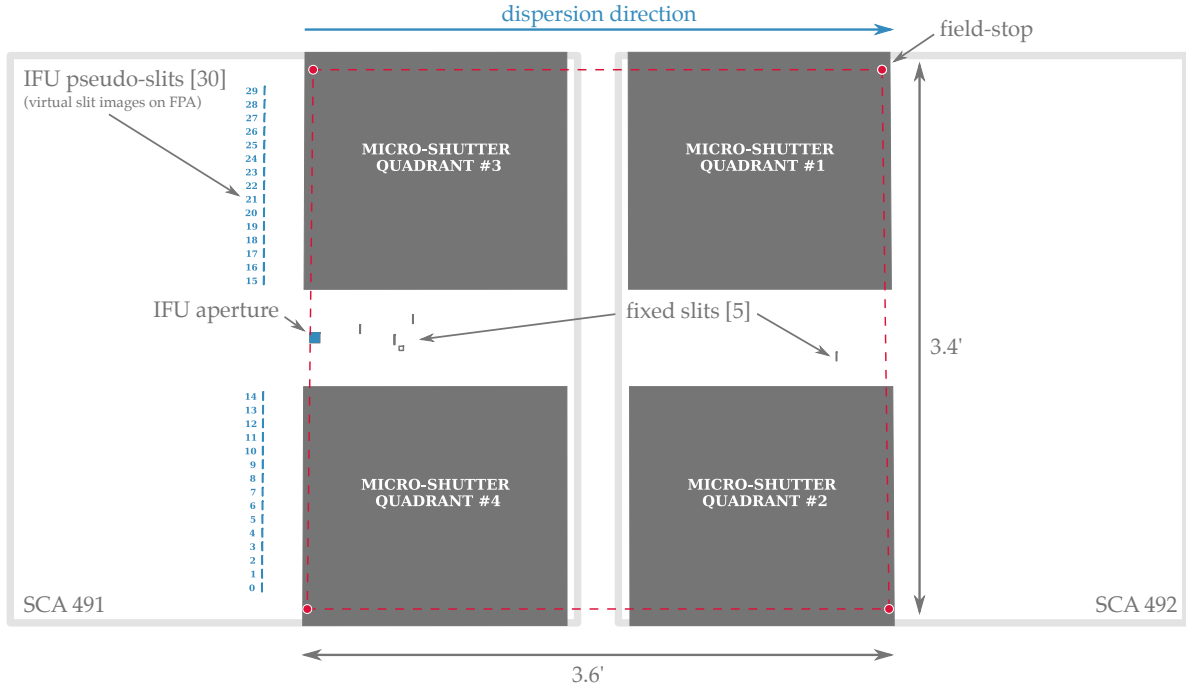 dispersion direction
field-stop
IFU pseudo-slits [30]
(virtual slit images on FPA)
29
28
27
26
25
24
23
22
21
20
19
18
17
16
15
MICRO-SHUTTER
QUADRANT #3
MICRO-SHUTTER
QUADRANT #1
IFU aperture
fixed slits [5]
3.4'
14
13
12
11
10
9
8
7
6
5
4
3
2
1
0
MICRO-SHUTTER
QUADRANT #4
MICRO-SHUTTER
QUADRANT #2
SCA 491
SCA 492
3.6'